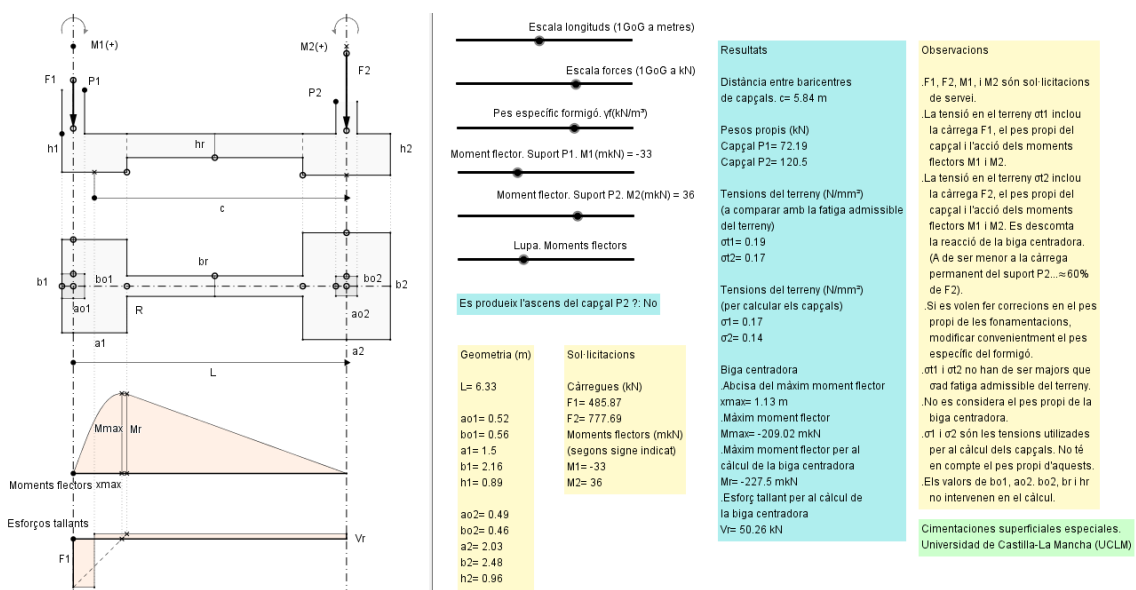 M1(+)
M2(+)
F1
P1
F2
P2
h1
hr
h2
c
b1
bo1
br
bo2
b2
ao1
R
ao2
a1
a2
L
Mmax
Mr
Moments flectors
xmax
Esforços tallants
Vr
F1
Escala longituds (1GoG a metres)
Escala forces (1GoG a kN)
Pes específic formigó. γf(kN/m³)
Moment flector. Suport P1. M1(mkN) = -33
Moment flector. Suport P2. M2(mkN) = 36
Lupa. Moments flectors
Es produeix l'ascens del capçal P2 ?: No
Geometria (m)
L= 6.33
ao1= 0.52
bo1= 0.56
a1= 1.5
b1= 2.16
h1= 0.89
ao2= 0.49
bo2= 0.46
a2= 2.03
b2= 2.48
h2= 0.96
Sol·licitacions
Càrregues (kN)
F1= 485.87
F2= 777.69
Moments flectors (mkN)
(segons signe indicat)
M1= -33
M2= 36
Resultats
Distància entre baricentres
de capçals. c= 5.84 m
Pesos propis (kN)
Capçal P1= 72.19
Capçal P2= 120.5
Tensions del terreny (N/mm²)
(a comparar amb la fatiga admissible
del terreny)
σt1= 0.19
σt2= 0.17
Tensions del terreny (N/mm²)
(per calcular els capçals)
σ1= 0.17
σ2= 0.14
Biga centradora
.Abcisa del máxim moment flector
xmax= 1.13 m
.Máxim moment flector
Mmax= -209.02 mkN
.Máxim moment flector per al
càlcul de la biga centradora
Mr= -227.5 mkN
.Esforç tallant per al càlcul de
la biga centradora
Vr= 50.26 kN
Observacions
.F1, F2, M1, i M2 són sol·licitacions
de servei.
.La tensió en el terreny σt1 inclou
la càrrega F1, el pes propi del
capçal i l'acció dels moments
flectors M1 i M2.
.La tensió en el terreny σt2 inclou
la càrrega F2, el pes propi del
capçal i l'acció dels moments
flectors M1 i M2. Es descomta
la reacció de la biga centradora.
(A de ser menor a la càrrega
permanent del suport P2...≈60%
de F2).
.Si es volen fer correcions en el pes
propi de les fonamentacions,
modificar convenientment el pes
específic del formigó.
.σt1 i σt2 no han de ser majors que
σad fatiga admissible del terreny.
.No es considera el pes propi de la
biga centradora.
.σ1 i σ2 són les tensions utilizades
per al càlcul dels capçals. No té
en compte el pes propi d'aquests.
.Els valors de bo1, ao2. bo2, br i hr
no intervenen en el càlcul.
Cimentaciones superficiales especiales.
Universidad de Castilla-La Mancha (UCLM)